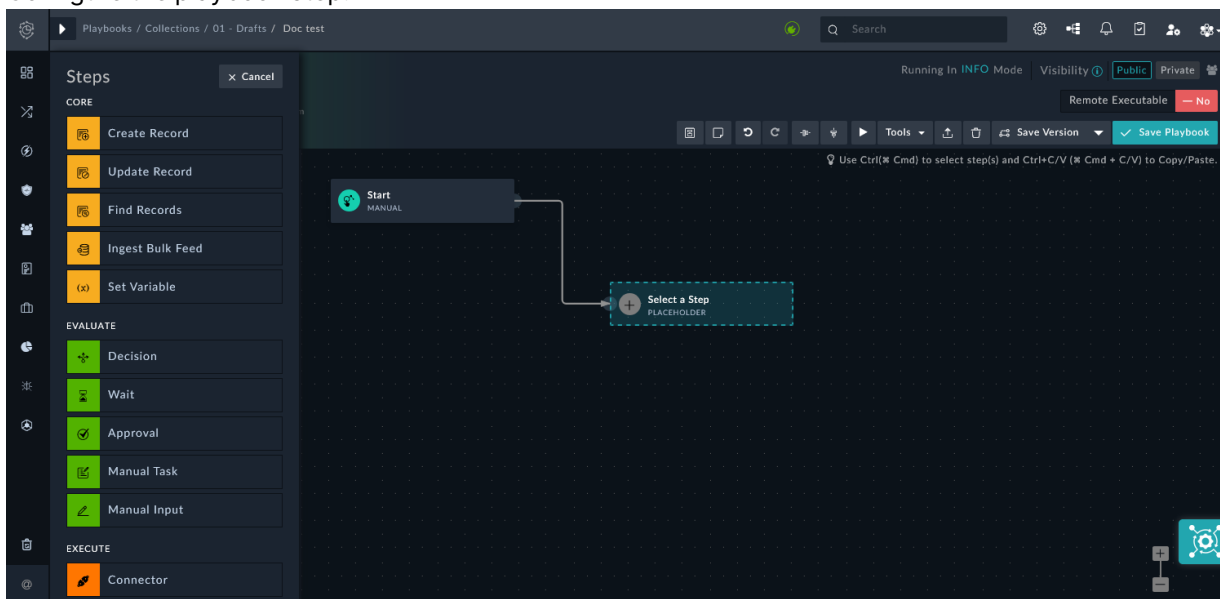 Playbooks / Collections / 01 - Drafts / Doc test
Search
Steps
× Cancel
Running In INFO Mode
Visibility
Public
Private
CORE
Remote Executable
— No
Create Record
Tools
Save Version
Save Playbook
Update Record
Use Ctrl(⌘ Cmd) to select step(s) and Ctrl+C/V (⌘ Cmd + C/V) to Copy/Paste.
Find Records
Start
MANUAL
Ingest Bulk Feed
(x) Set Variable
Select a Step
PLACEHOLDER
EVALUATE
Decision
Wait
Approval
Manual Task
Manual Input
EXECUTE
Connector
@